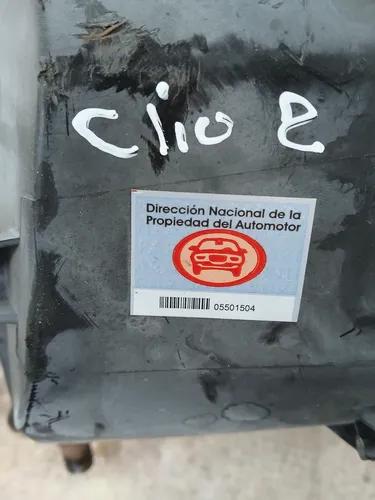 Clio 2
Dirección Nacional de la
Propiedad del Automotor
05501504